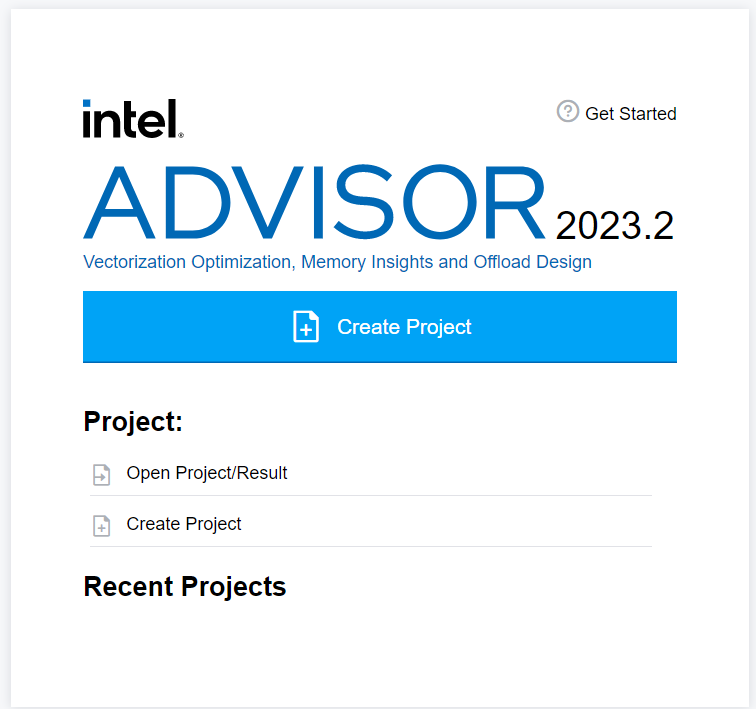 intel®
Get Started
ADVISOR 2023.2
Vectorization Optimization, Memory Insights and Offload Design
Create Project
Project:
Open Project/Result
Create Project
Recent Projects